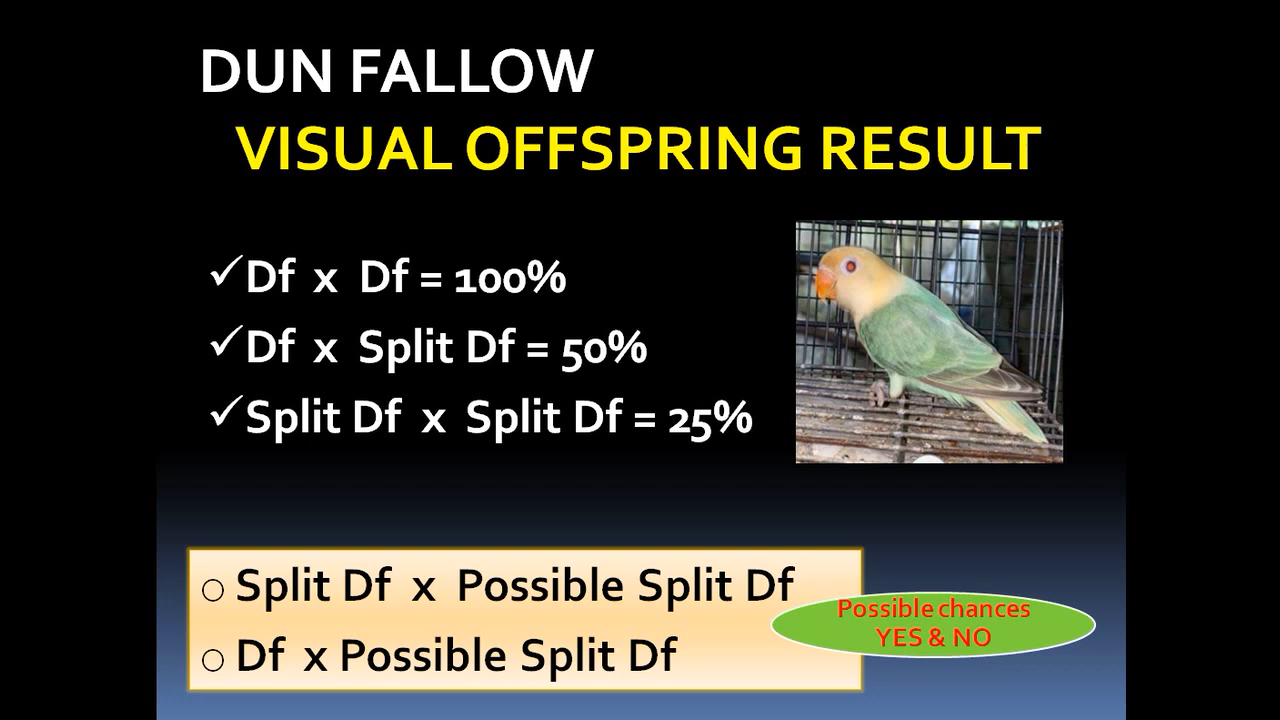 DUN FALLOW
VISUAL OFFSPRING RESULT
✓Df x Df = 100%
✓Df x Split Df = 50%
✓Split Df x Split Df = 25%
○ Split Df x Possible Split Df
○ Df x Possible Split Df
Possible chances
YES & NO